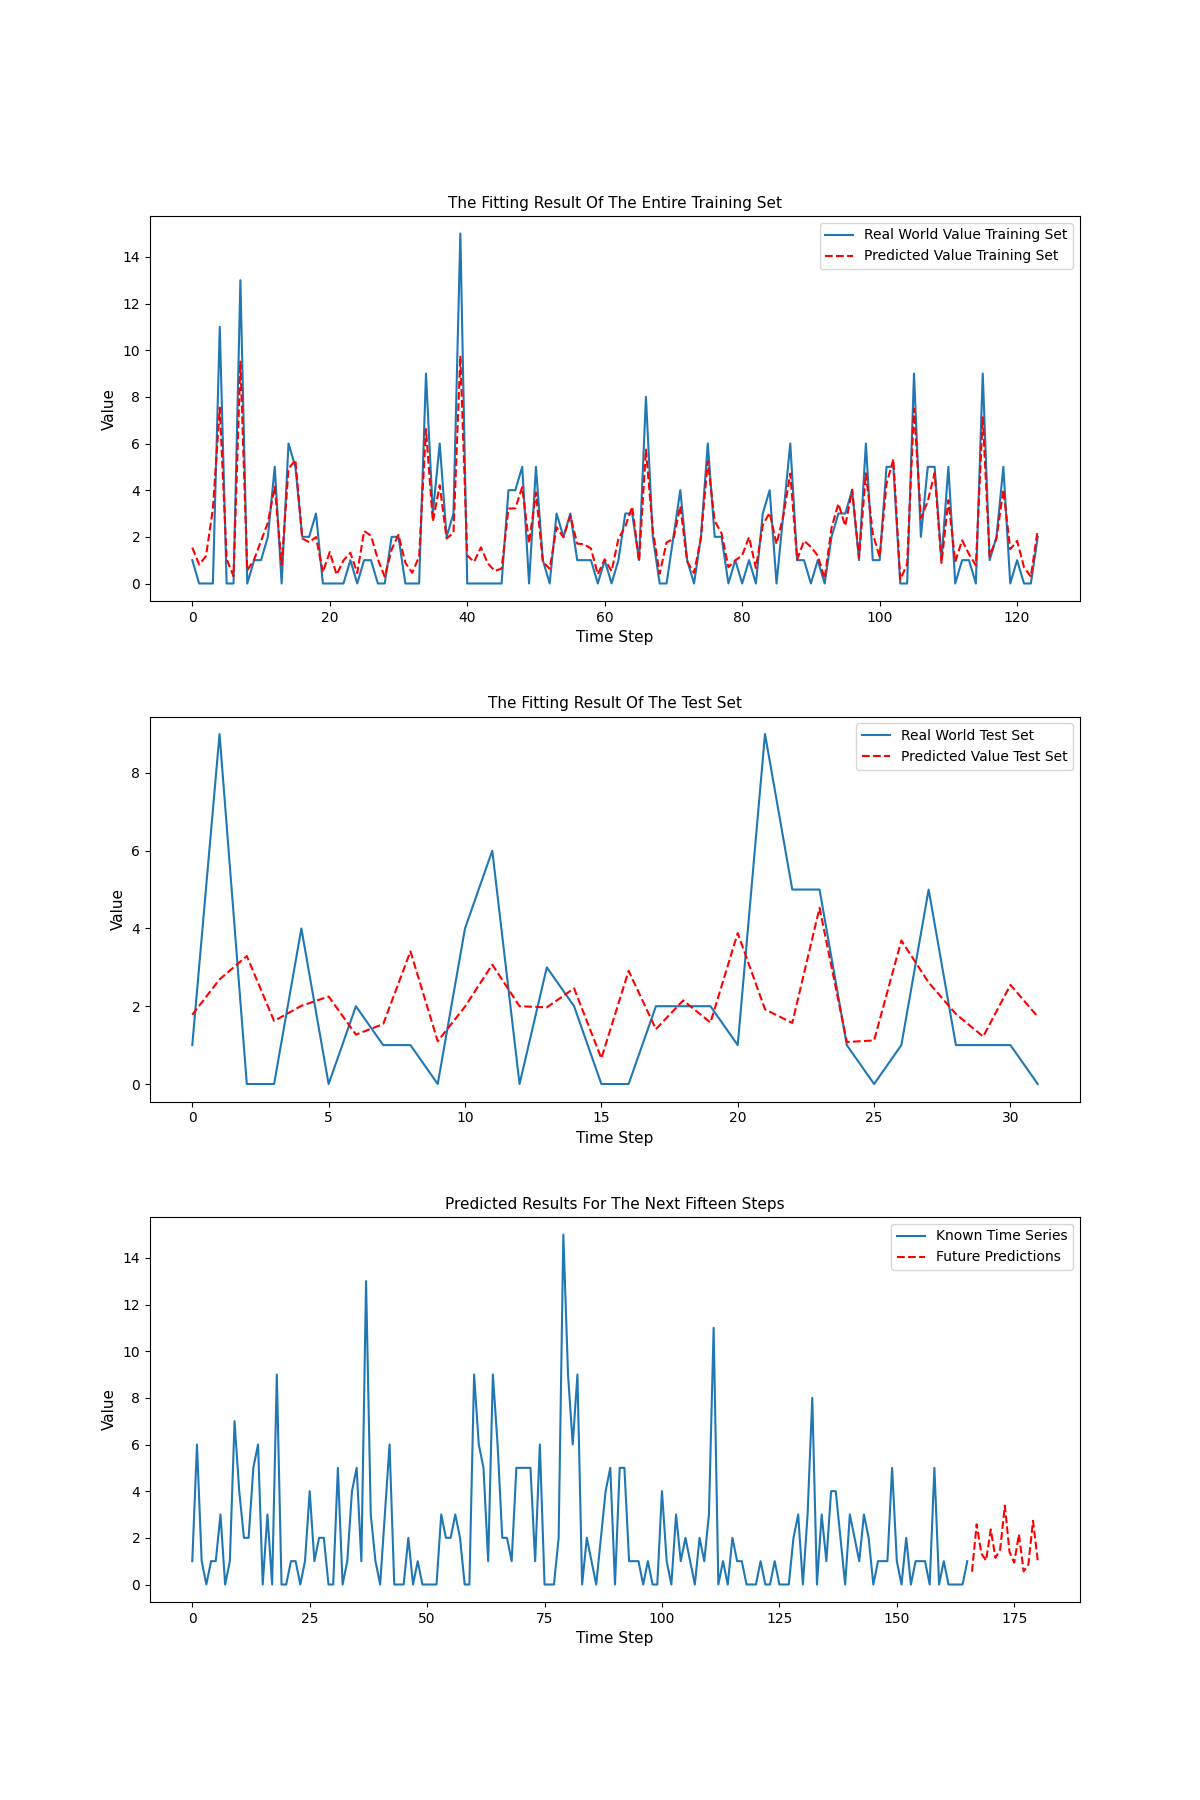 The Fitting Result Of The Entire Training Set
Real World Value Training Set
Predicted Value Training Set
14
12
10
8
6
4
2
0
Value
0 20 40 60 80 100 120
Time Step
The Fitting Result Of The Test Set
Real World Test Set
Predicted Value Test Set
8
6
4
2
0
Value
0 5 10 15 20 25 30
Time Step
Predicted Results For The Next Fifteen Steps
Known Time Series
Future Predictions
14
12
10
8
6
4
2
0
Value
0 25 50 75 100 125 150 175
Time Step